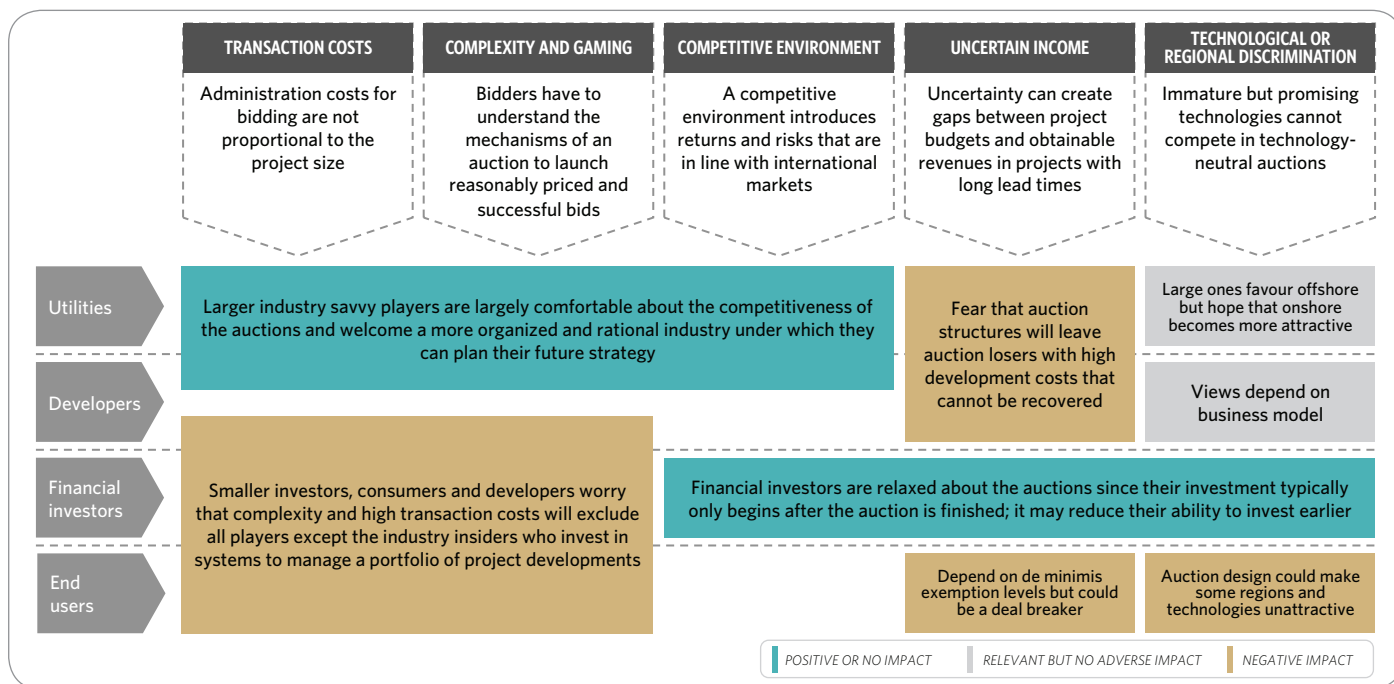 TRANSACTION COSTS
Administration costs for
bidding are not
proportional to the
project size
COMPLEXITY AND GAMING
Bidders have to
understand the
mechanisms of an
auction to launch
reasonably priced and
successful bids
COMPETITIVE ENVIRONMENT
A competitive
environment introduces
returns and risks that are
in line with international
markets
UNCERTAIN INCOME
Uncertainty can create
gaps between project
budgets and obtainable
revenues in projects with
long lead times
TECHNOLOGICAL OR
REGIONAL DISCRIMINATION
Immature but promising
technologies cannot
compete in technology-
neutral auctions
Utilities
Larger industry savvy players are largely comfortable about the competitiveness of
the auctions and welcome a more organized and rational industry under which they
can plan their future strategy
Fear that auction
structures will leave
auction losers with high
development costs that
cannot be recovered
Large ones favour offshore
but hope that onshore
becomes more attractive
Developers
Views depend on
business model
Financial
investors
Smaller investors, consumers and developers worry
that complexity and high transaction costs will exclude
all players except the industry insiders who invest in
systems to manage a portfolio of project developments
Financial investors are relaxed about the auctions since their investment typically
only begins after the auction is finished; it may reduce their ability to invest earlier
End
users
Depend on de minimis
exemption levels but could
be a deal breaker
Auction design could make
some regions and
technologies unattractive
POSITIVE OR NO IMPACT
RELEVANT BUT NO ADVERSE IMPACT
NEGATIVE IMPACT